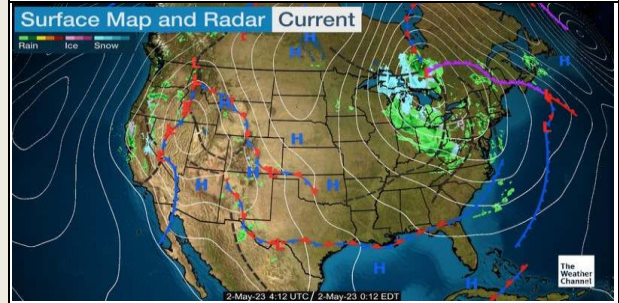 Surface Map and Radar Current
Rain Ice Snow
H
H
H
H
H
H
H
H
H
H
H
L
L
L
L
L
2-May-23 4:12 UTC / 2-May-23 0:12 EDT
The
Weather
Channel